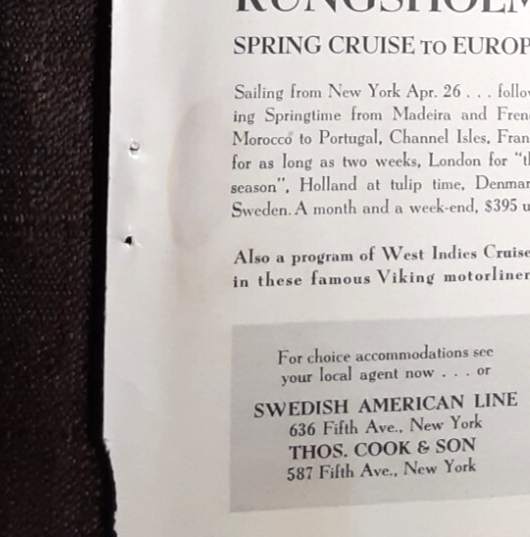 KUNGSHOLM
SPRING CRUISE TO EUROP
Sailing from New York Apr. 26 . . . follow
ing Springtime from Madeira and Fren
Morocco to Portugal, Channel Isles, Fran
for as long as two weeks, London for "th
season", Holland at tulip time, Denmar
Sweden. A month and a week-end, $395 u
Also a program of West Indies Cruise
in these famous Viking motorliner
For choice accommodations see
your local agent now . . . or
SWEDISH AMERICAN LINE
636 Fifth Ave., New York
THOS. COOK & SON
587 Fifth Ave., New York